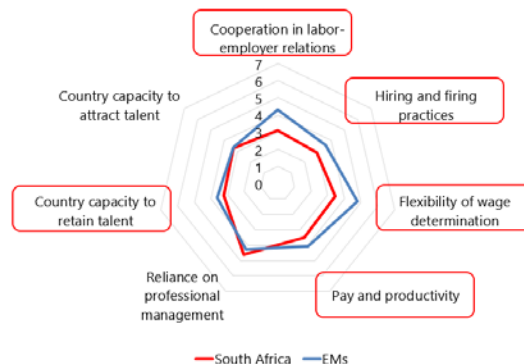 Cooperation in labor-
employer relations
7
6
5
4
3
2
1
0
Hiring and firing
practices
Flexibility of wage
determination
Pay and productivity
Reliance on
professional
management
Country capacity to
retain talent
Country capacity to
attract talent
South Africa
EMs